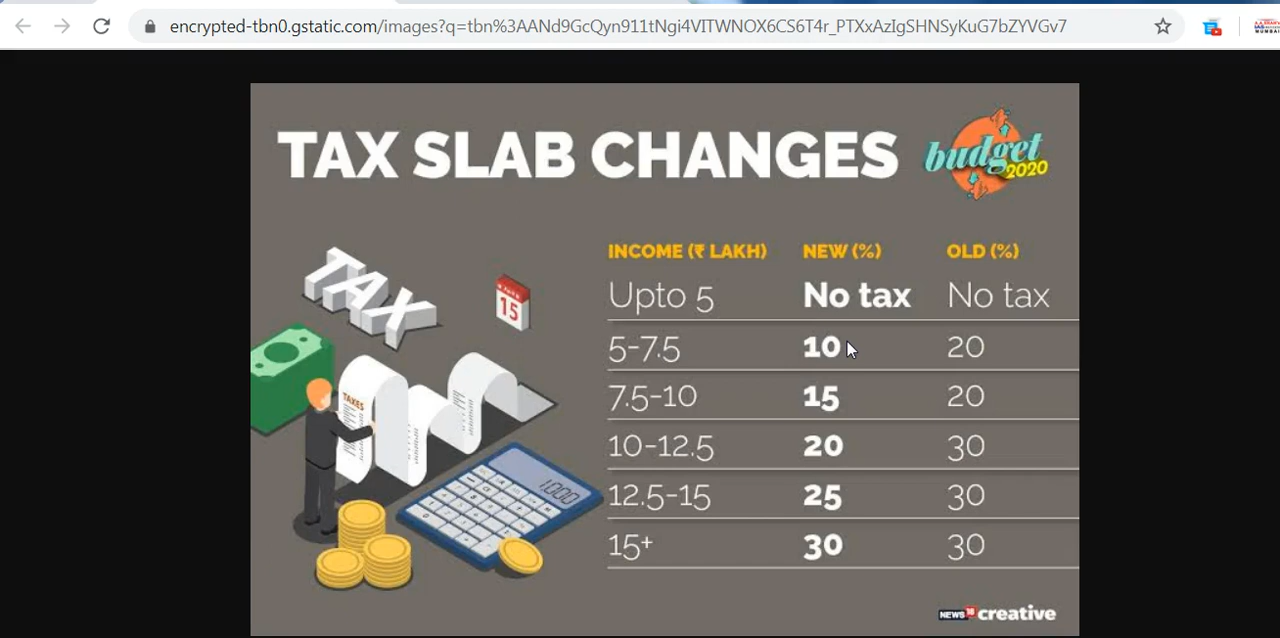 encrypted-tbn0.gstatic.com/images?q=tbn%3AANd9GcQyn911tNgi4VITWNOX6CS6T4r_PTXxAzIgSHNSyKuG7bZYVGv7
TAX SLAB CHANGES
budget
2020
TAX
15
TAXES
1,000
INCOME (₹ LAKH) NEW (%) OLD (%)
Upto 5 No tax No tax
5-7.5 10 20
7.5-10 15 20
10-12.5 20 30
12.5-15 25 30
15+ 30 30
NEWS18 creative